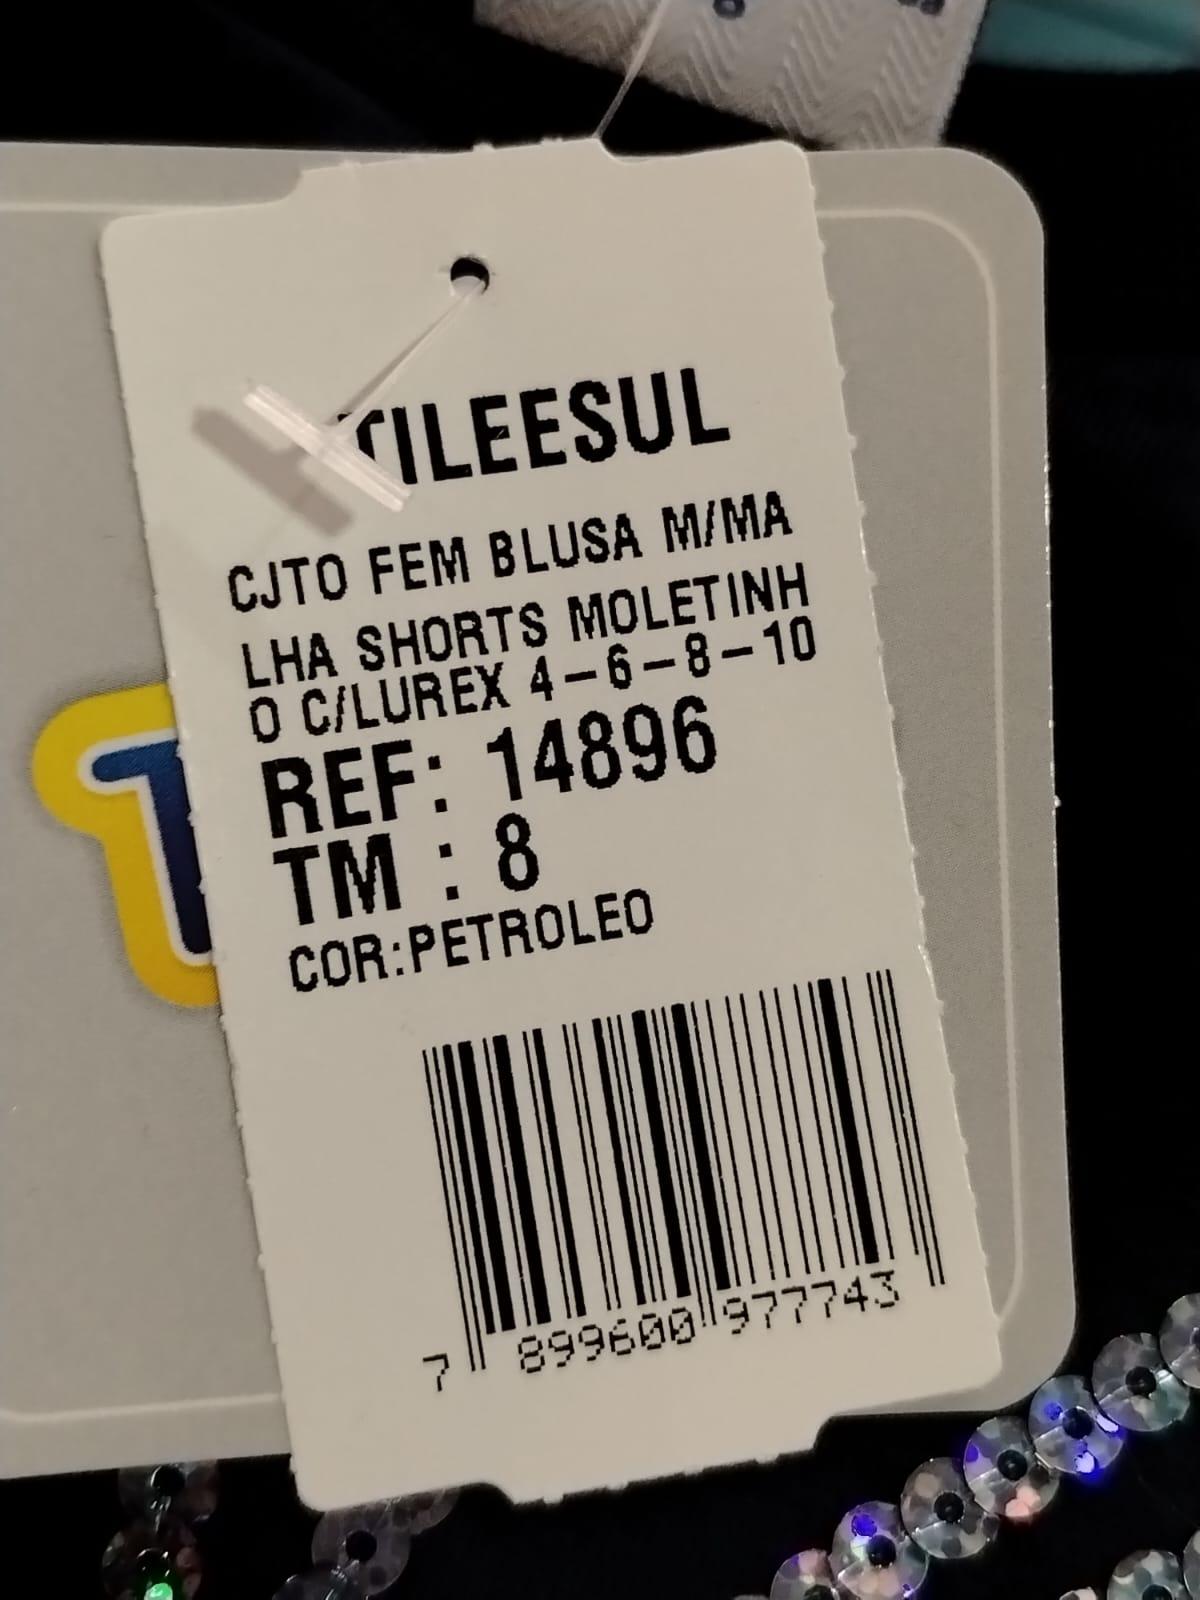 TILEESUL
CJTO FEM BLUSA M/MA
LHA SHORTS MOLETINH
O C/LUREX 4-6-8-10
REF: 14896
TM : 8
COR:PETROLEO
7 899600 977743